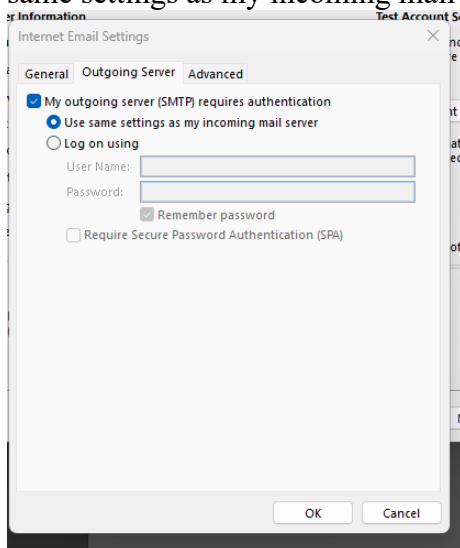 same settings as my incoming mail
er Information
Test Account Se
Internet Email Settings
General Outgoing Server Advanced
My outgoing server (SMTP) requires authentication
Use same settings as my incoming mail server
Log on using
User Name:
Password:
Remember password
Require Secure Password Authentication (SPA)
OK Cancel